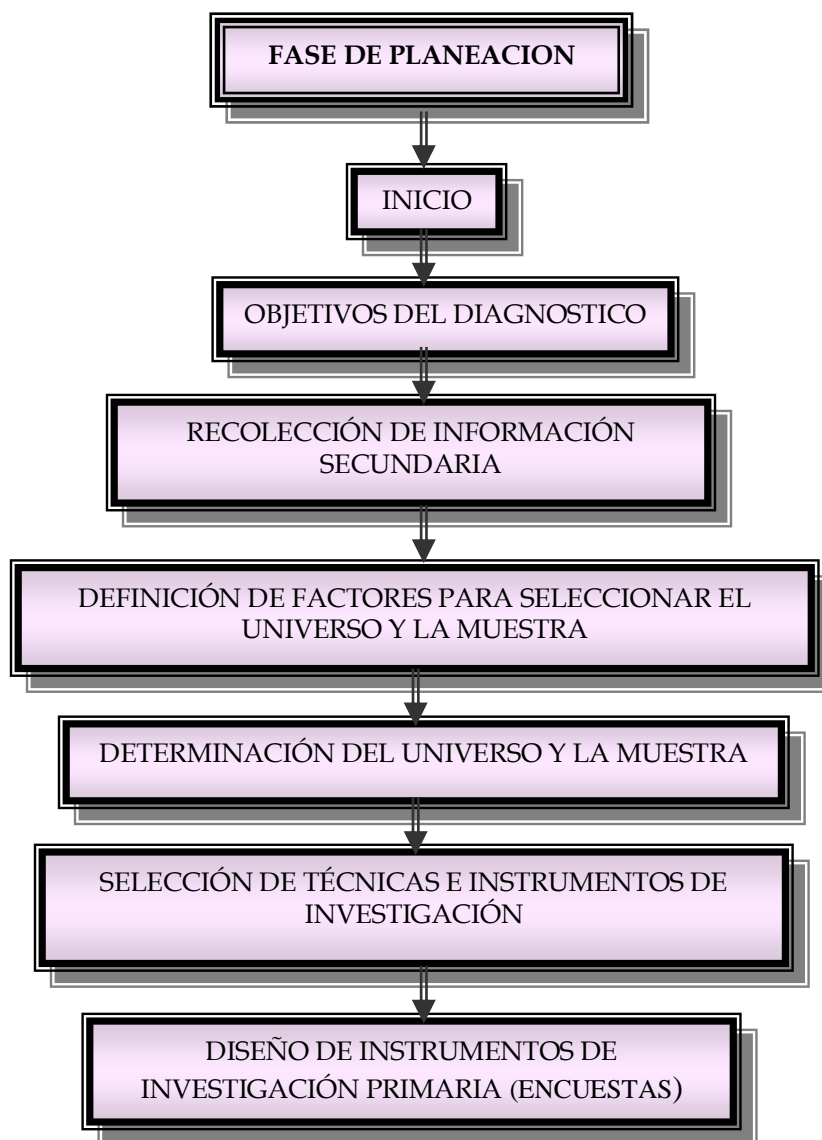 FASE DE PLANEACION
INICIO
OBJETIVOS DEL DIAGNOSTICO
RECOLECCIÓN DE INFORMACIÓN
SECUNDARIA
DEFINICIÓN DE FACTORES PARA SELECCIONAR EL
UNIVERSO Y LA MUESTRA
DETERMINACIÓN DEL UNIVERSO Y LA MUESTRA
SELECCIÓN DE TÉCNICAS E INSTRUMENTOS DE
INVESTIGACIÓN
DISEÑO DE INSTRUMENTOS DE
INVESTIGACIÓN PRIMARIA (ENCUESTAS)